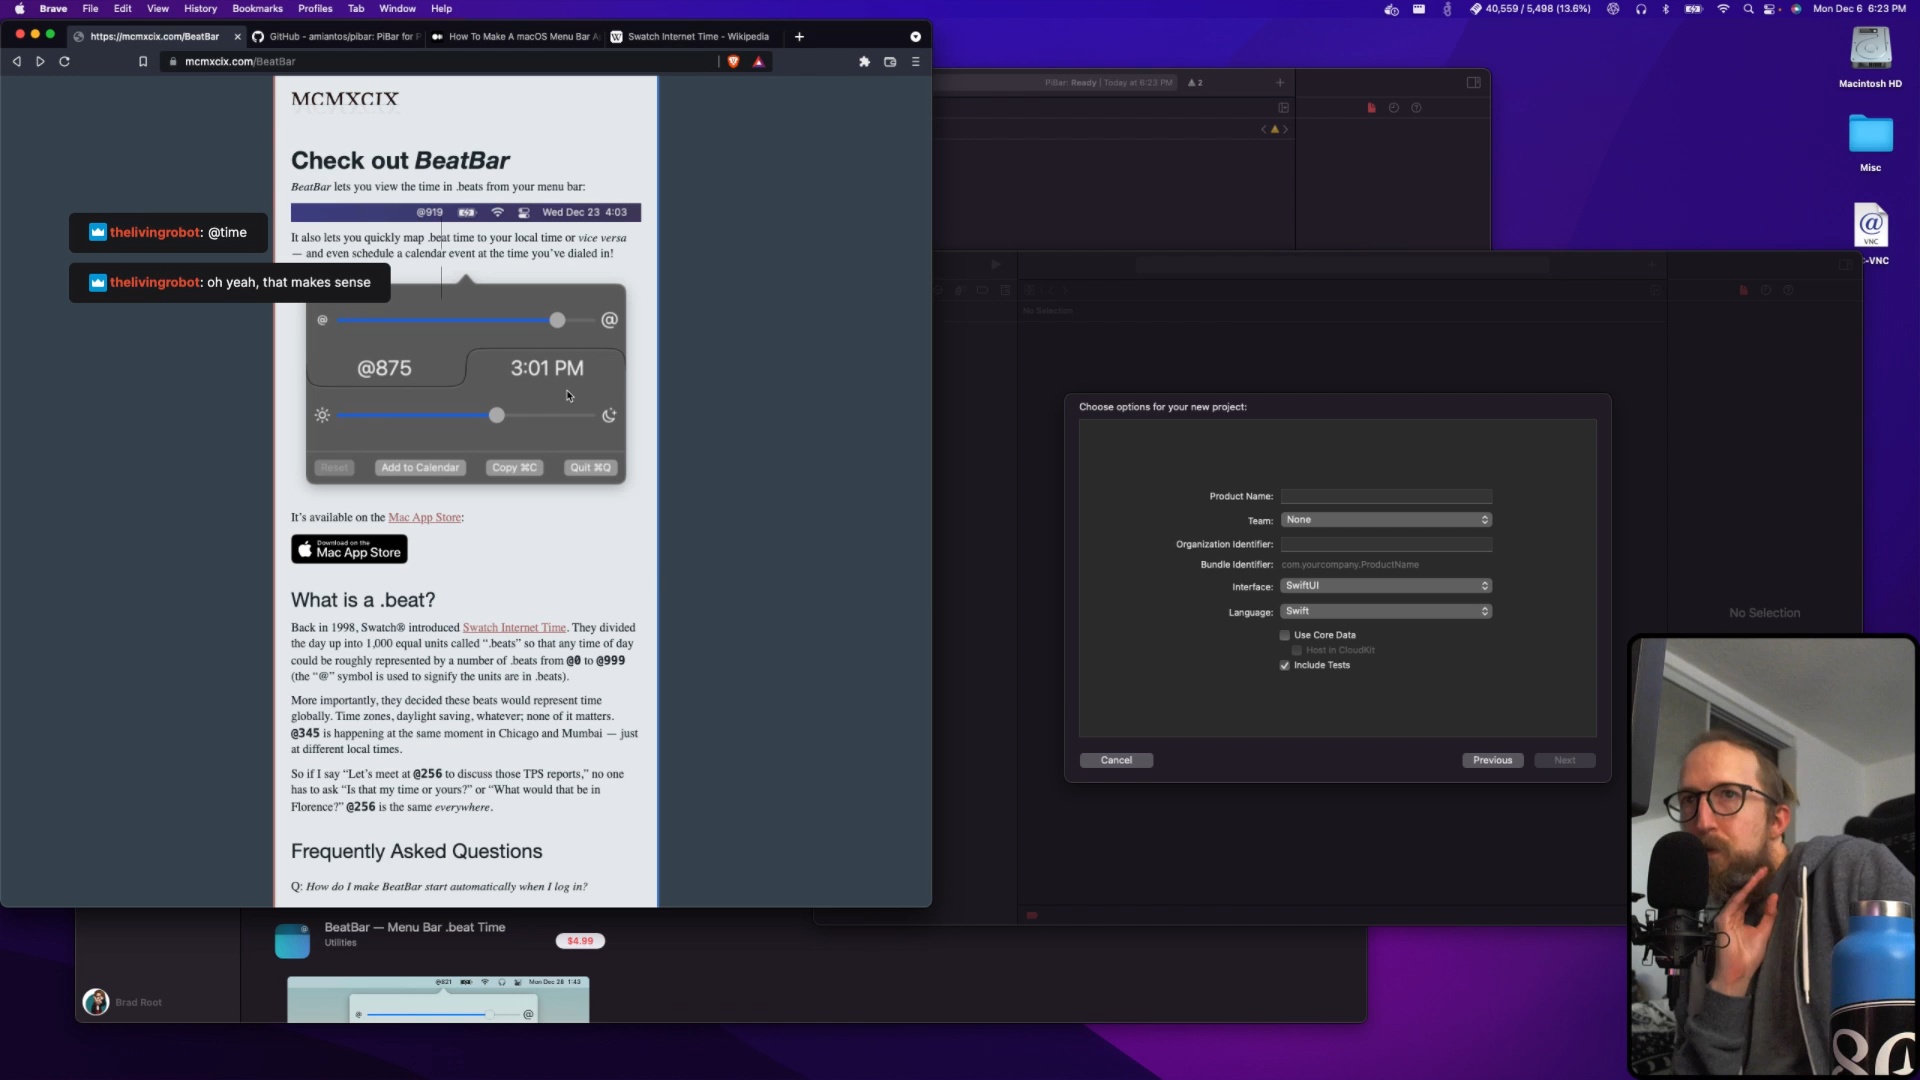 Brave File Edit View History Bookmarks Profiles Tab Window Help
40,559 / 5,498 (13.6%)
Mon Dec 6 6:23 PM
https://mcmxcix.com/BeatBar
GitHub - amiantos/pibar: PiBar for P
How To Make A macOS Menu Bar A
Swatch Internet Time - Wikipedia
mcmxcix.com/BeatBar
MCMXCIX
Check out BeatBar
BeatBar lets you view the time in .beats from your menu bar:
@919 Wed Dec 23 4:03
It also lets you quickly map .beat time to your local time or vice versa
— and even schedule a calendar event at the time you’ve dialed in!
thelivingrobot: @time
thelivingrobot: oh yeah, that makes sense
@ @
@875 3:01 PM
Reset Add to Calendar Copy ⌘C Quit ⌘Q
It’s available on the Mac App Store:
Download on the
Mac App Store
What is a .beat?
Back in 1998, Swatch® introduced Swatch Internet Time. They divided
the day up into 1,000 equal units called “.beats” so that any time of day
could be roughly represented by a number of .beats from @0 to @999
(the “@” symbol is used to signify the units are in .beats).
More importantly, they decided these beats would represent time
globally. Time zones, daylight saving, whatever; none of it matters.
@345 is happening at the same moment in Chicago and Mumbai — just
at different local times.
So if I say “Let’s meet at @256 to discuss those TPS reports,” no one
has to ask “Is that my time or yours?” or “What would that be in
Florence?” @256 is the same everywhere.
Frequently Asked Questions
Q: How do I make BeatBar start automatically when I log in?
BeatBar — Menu Bar .beat Time
Utilities
$4.99
@821 Mon Dec 28 1:43
@ @
Brad Root
PiBar: Ready | Today at 6:23 PM
2
No Selection
Choose options for your new project:
Product Name:
Team: None
Organization Identifier:
Bundle Identifier: com.yourcompany.ProductName
Interface: SwiftUI
Language: Swift
Use Core Data
Host in CloudKit
Include Tests
Cancel Previous Next
No Selection
Macintosh HD
Misc
@
VNC
-VNC